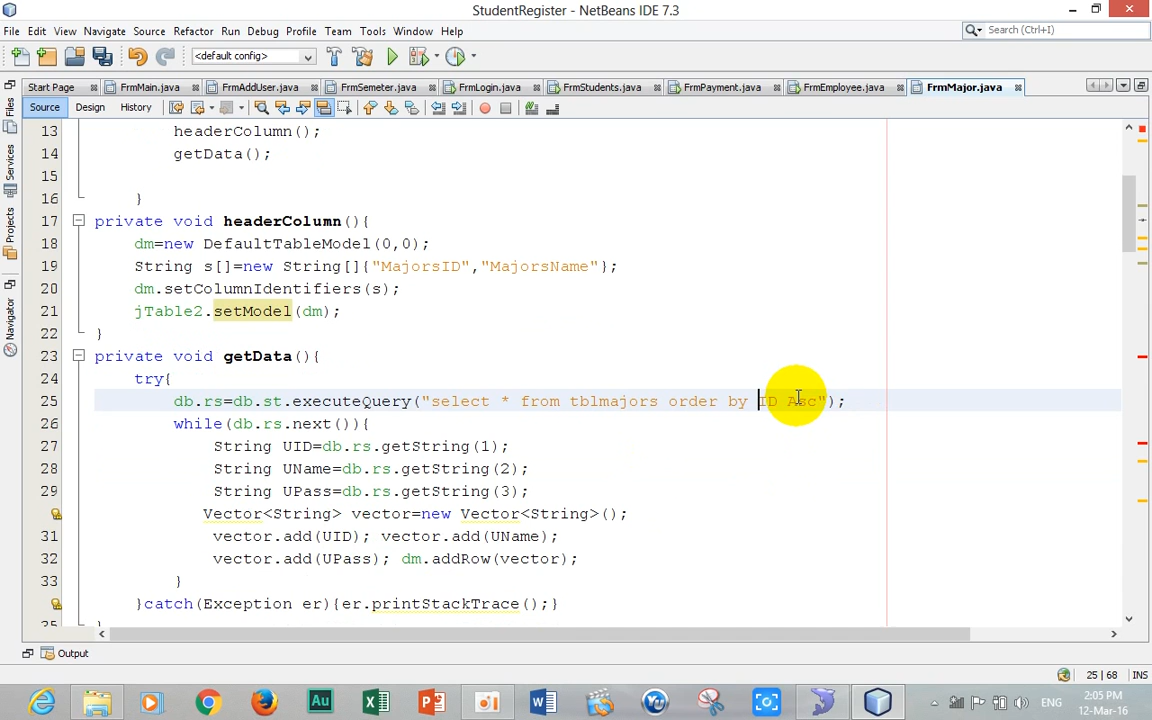 StudentRegister - NetBeans IDE 7.3
File Edit View Navigate Source Refactor Run Debug Profile Team Tools Window Help
Search (Ctrl+I)
<default config>
Start Page FrmMain.java FrmAddUser.java FrmSemeter.java FrmLogin.java FrmStudents.java FrmPayment.java FrmEmployee.java FrmMajor.java
Source Design History
Files
Services
Projects
Navigator
13 headerColumn();
14 getData();
15
16 }
17 private void headerColumn(){
18 dm=new DefaultTableModel(0,0);
19 String s[]=new String[]{"MajorsID","MajorsName"};
20 dm.setColumnIdentifiers(s);
21 jTable2.setModel(dm);
22 }
23 private void getData(){
24 try{
25 db.rs=db.st.executeQuery("select * from tblmajors order by ID Asc");
26 while(db.rs.next()){
27 String UID=db.rs.getString(1);
28 String UName=db.rs.getString(2);
29 String UPass=db.rs.getString(3);
Vector<String> vector=new Vector<String>();
31 vector.add(UID); vector.add(UName);
32 vector.add(UPass); dm.addRow(vector);
33 }
}catch(Exception er){er.printStackTrace();}
35 }
Output
25 | 68 INS
ENG
2:05 PM
12-Mar-16